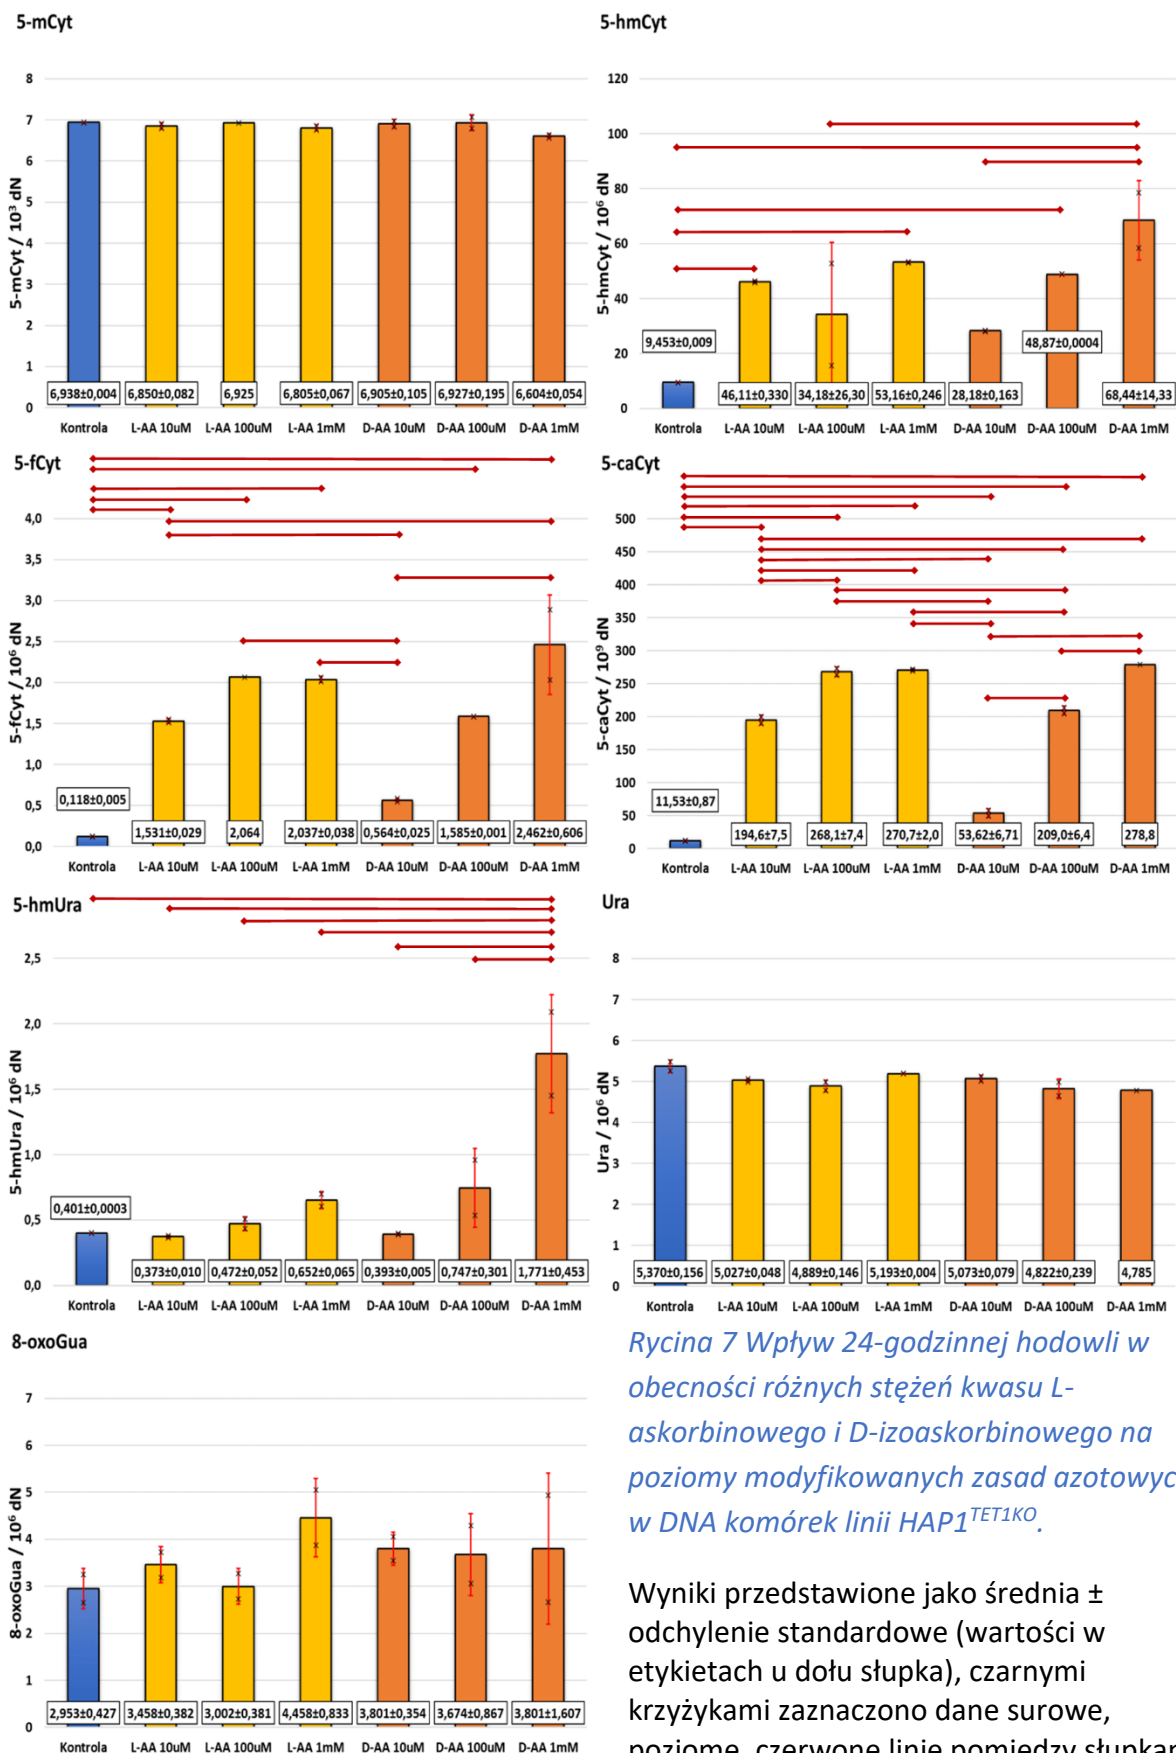 5-mCyt
8
7
6
5
4
3
2
1
0
5-mCyt / 10³ dN
6,938±0,004 6,850±0,082 6,925 6,805±0,067 6,905±0,105 6,927±0,195 6,604±0,054
Kontrola L-AA 10uM L-AA 100uM L-AA 1mM D-AA 10uM D-AA 100uM D-AA 1mM
5-hmCyt
120
100
80
60
40
20
0
5-hmCyt / 10⁶ dN
9,453±0,009 46,11±0,330 34,18±26,30 53,16±0,246 28,18±0,163 48,87±0,0004 68,44±14,33
Kontrola L-AA 10uM L-AA 100uM L-AA 1mM D-AA 10uM D-AA 100uM D-AA 1mM
5-fCyt
4,0
3,5
3,0
2,5
2,0
1,5
1,0
0,5
0,0
5-fCyt / 10⁶ dN
0,118±0,005 1,531±0,029 2,064 2,037±0,038 0,564±0,025 1,585±0,001 2,462±0,606
Kontrola L-AA 10uM L-AA 100uM L-AA 1mM D-AA 10uM D-AA 100uM D-AA 1mM
5-caCyt
500
450
400
350
300
250
200
150
100
50
0
5-caCyt / 10⁹ dN
11,53±0,87 194,6±7,5 268,1±7,4 270,7±2,0 53,62±6,71 209,0±6,4 278,8
Kontrola L-AA 10uM L-AA 100uM L-AA 1mM D-AA 10uM D-AA 100uM D-AA 1mM
5-hmUra
2,5
2,0
1,5
1,0
0,5
0,0
5-hmUra / 10⁶ dN
0,401±0,0003 0,373±0,010 0,472±0,052 0,652±0,065 0,393±0,005 0,747±0,301 1,771±0,453
Kontrola L-AA 10uM L-AA 100uM L-AA 1mM D-AA 10uM D-AA 100uM D-AA 1mM
Ura
8
7
6
5
4
3
2
1
0
Ura / 10⁶ dN
5,370±0,156 5,027±0,048 4,889±0,146 5,193±0,004 5,073±0,079 4,822±0,239 4,785
Kontrola L-AA 10uM L-AA 100uM L-AA 1mM D-AA 10uM D-AA 100uM D-AA 1mM
8-oxoGua
7
6
5
4
3
2
1
0
8-oxoGua / 10⁶ dN
2,953±0,427 3,458±0,382 3,002±0,381 4,458±0,833 3,801±0,354 3,674±0,867 3,801±1,607
Kontrola L-AA 10uM L-AA 100uM L-AA 1mM D-AA 10uM D-AA 100uM D-AA 1mM
Rycina 7 Wpływ 24-godzinnej hodowli w
obecności różnych stężeń kwasu L-
askorbinowego i D-izoaskorbinowego na
poziomy modyfikowanych zasad azotowyc
w DNA komórek linii HAP1ᵀᴱᵀ¹ᴷᴼ.
Wyniki przedstawione jako średnia ±
odchylenie standardowe (wartości w
etykietach u dołu słupka), czarnymi
krzyżykami zaznaczono dane surowe,
poziome, czerwone linie pomiędzy słupka